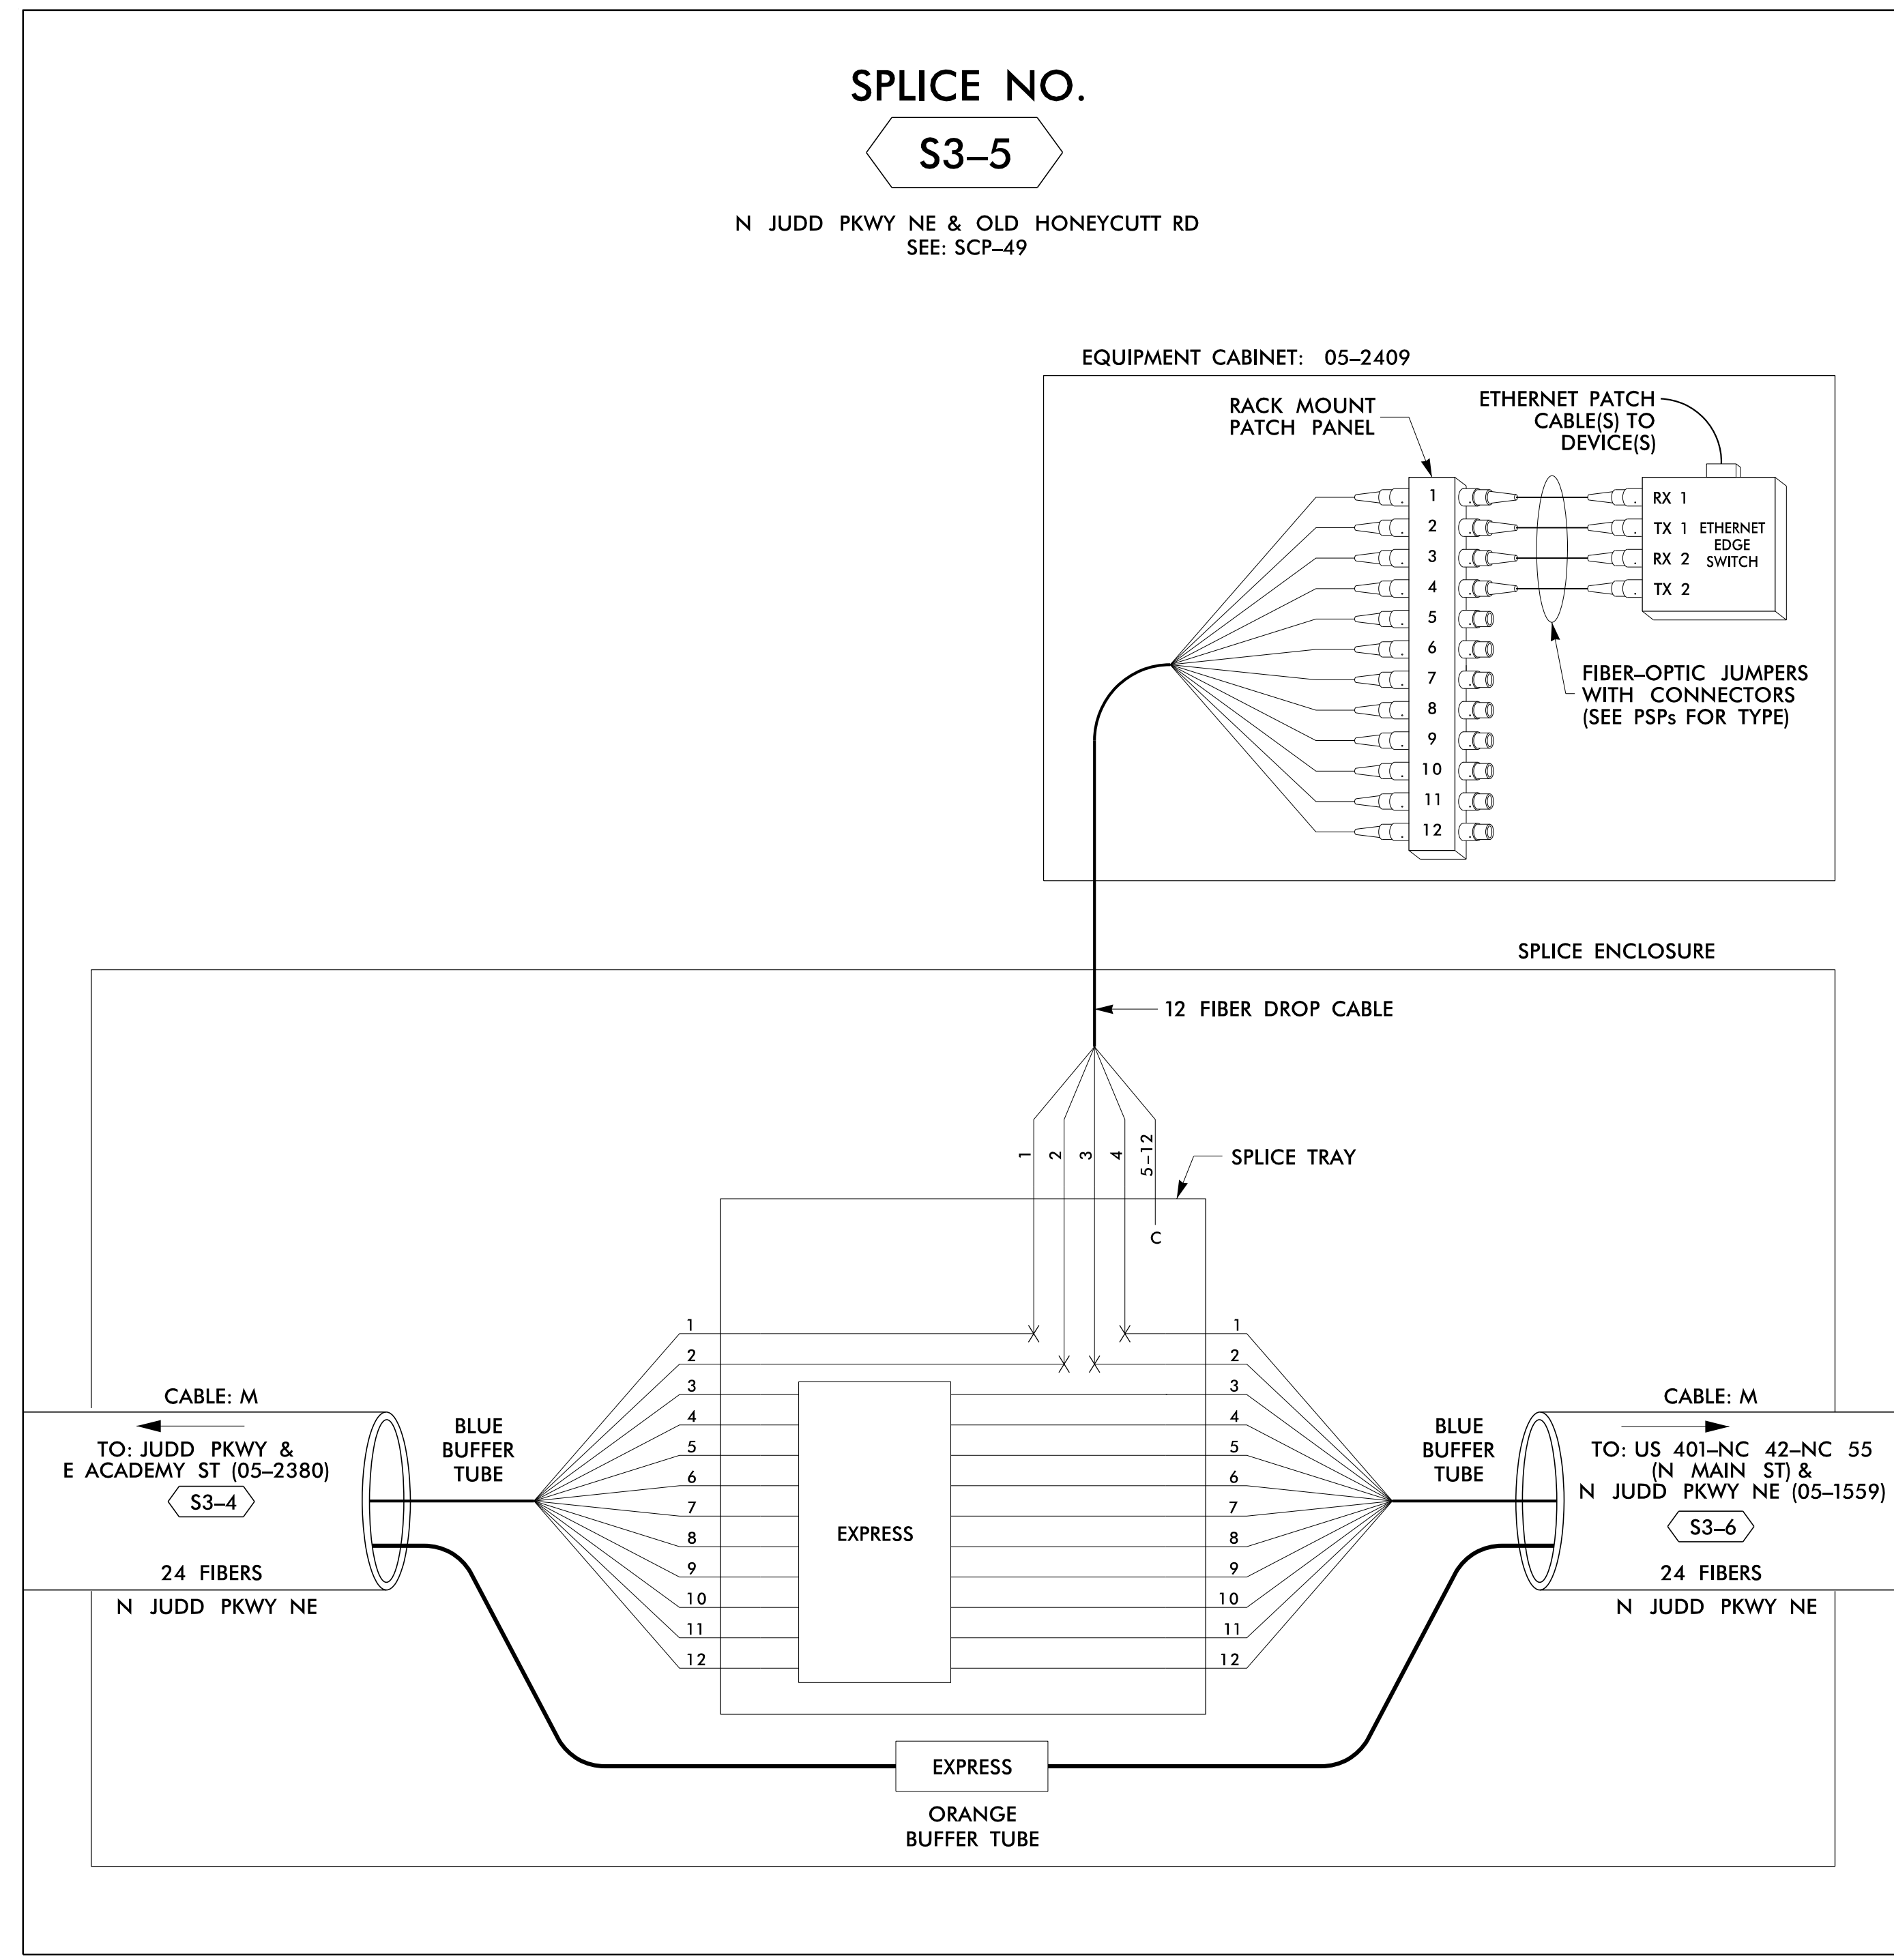 SPLICE NO.
S3–5
N JUDD PKWY NE & OLD HONEYCUTT RD
SEE: SCP–49
EQUIPMENT CABINET: 05–2409
RACK MOUNT
PATCH PANEL
ETHERNET PATCH
CABLE(S) TO
DEVICE(S)
1
2
3
4
5
6
7
8
9
10
11
12
RX 1
TX 1
RX 2
TX 2
ETHERNET
EDGE
SWITCH
FIBER–OPTIC JUMPERS
WITH CONNECTORS
(SEE PSPs FOR TYPE)
SPLICE ENCLOSURE
12 FIBER DROP CABLE
1
2
3
4
5–12
SPLICE TRAY
C
1
2
3
4
5
6
7
8
9
10
11
12
EXPRESS
1
2
3
4
5
6
7
8
9
10
11
12
CABLE: M
TO: JUDD PKWY &
E ACADEMY ST (05–2380)
S3–4
24 FIBERS
N JUDD PKWY NE
BLUE
BUFFER
TUBE
BLUE
BUFFER
TUBE
CABLE: M
TO: US 401–NC 42–NC 55
(N MAIN ST) &
N JUDD PKWY NE (05–1559)
S3–6
24 FIBERS
N JUDD PKWY NE
EXPRESS
ORANGE
BUFFER TUBE